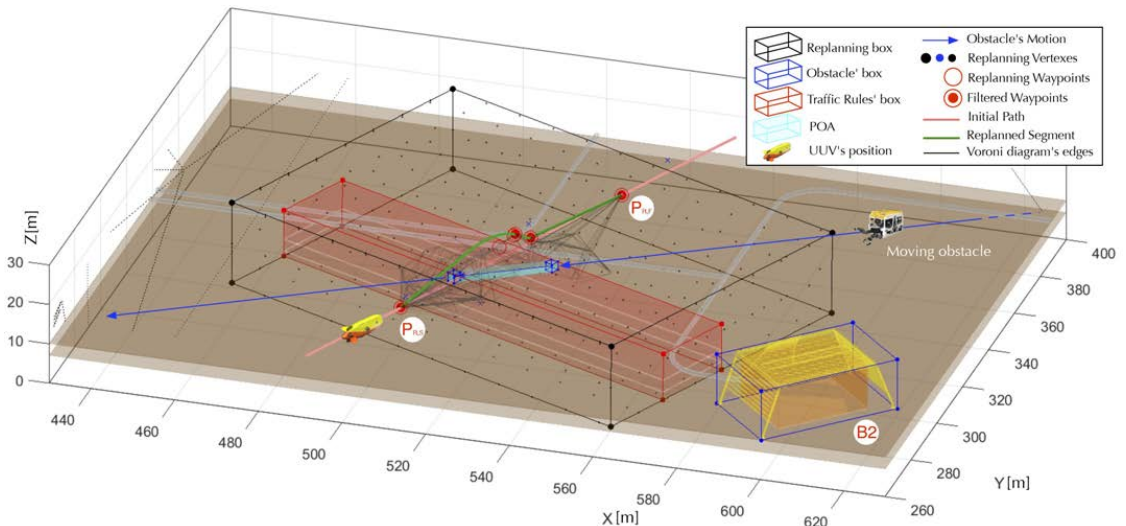 Replanning box
Obstacle' box
Traffic Rules' box
POA
UUV's position
Obstacle's Motion
Replanning Vertexes
Replanning Waypoints
Filtered Waypoints
Initial Path
Replanned Segment
Voroni diagram's edges
Moving obstacle
B2
Z[m]
30
20
10
0
440
460
480
500
520
540
560
580
600
620
X[m]
260
280
300
320
340
360
380
400
Y[m]